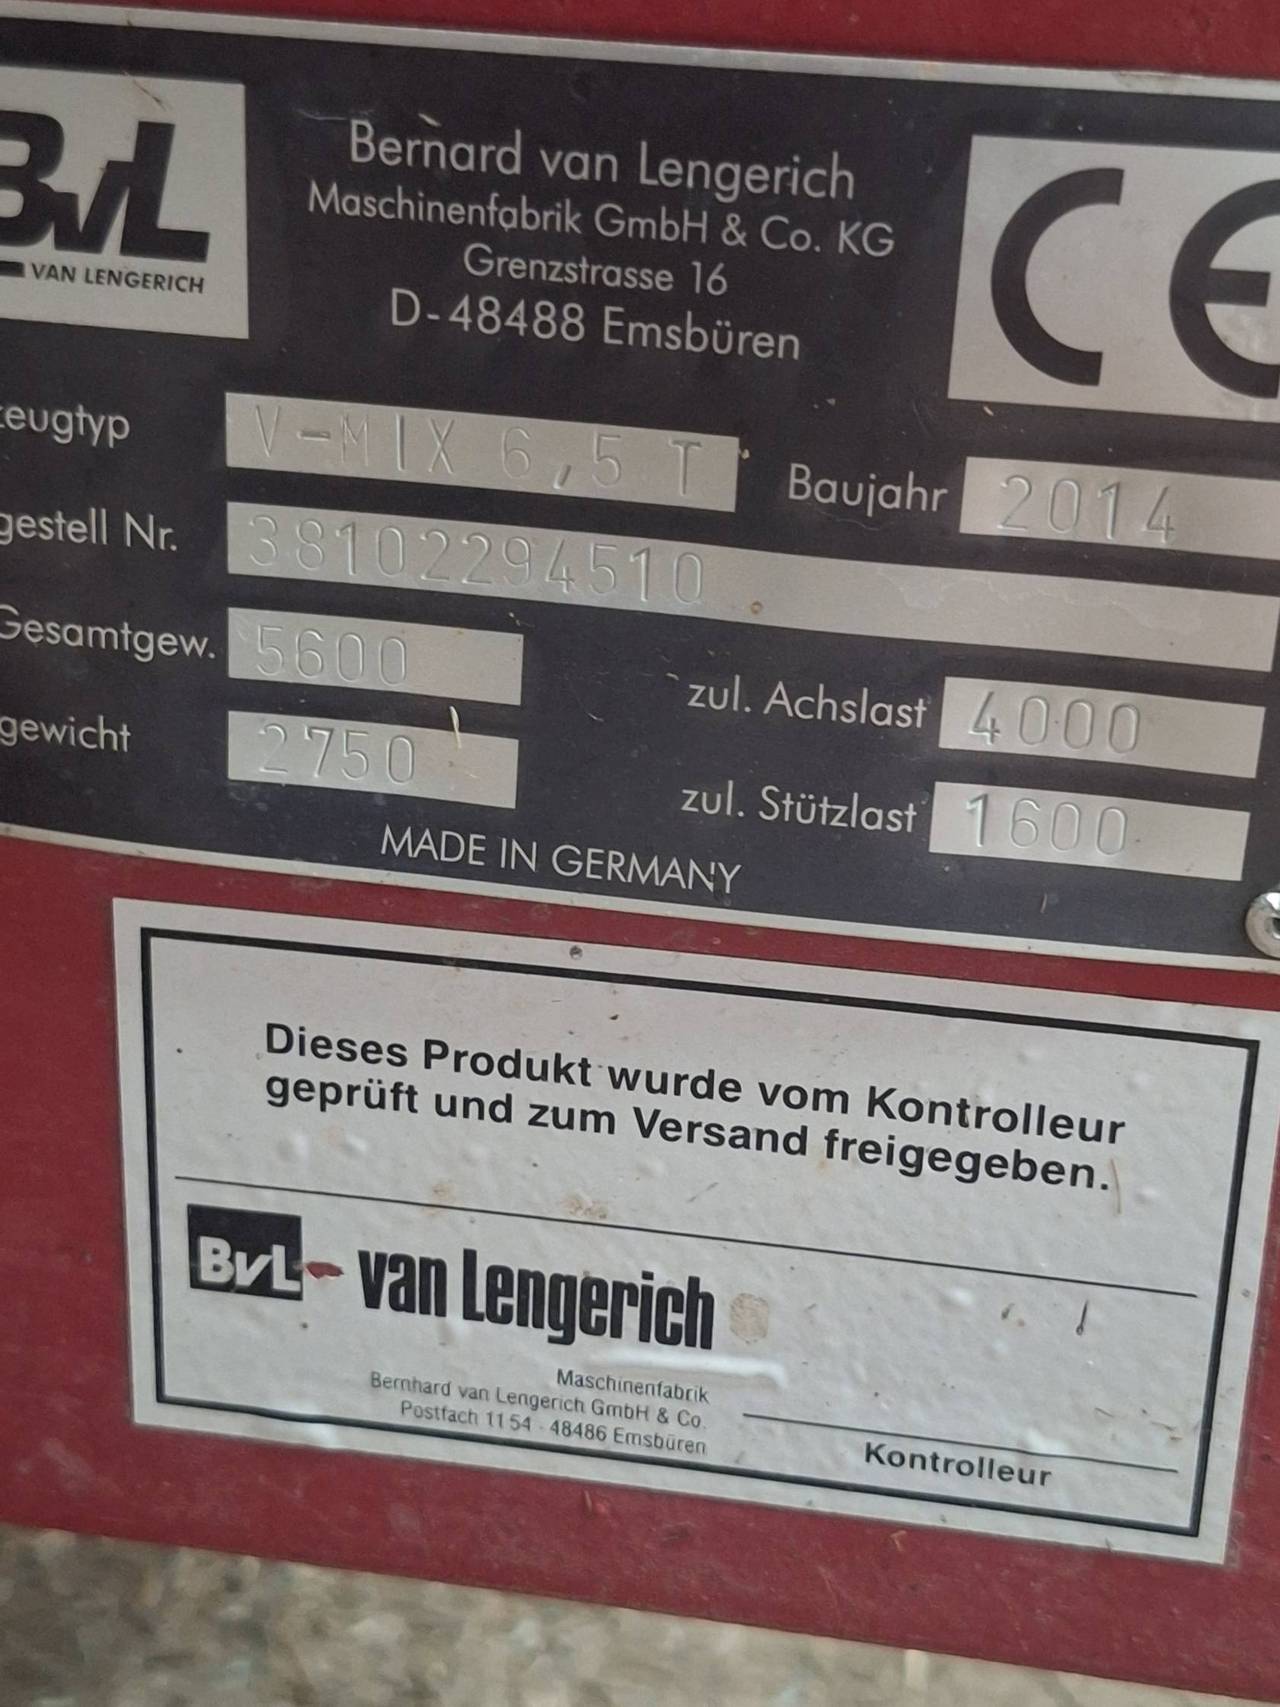 BvL
VAN LENGERICH
Bernard van Lengerich
Maschinenfabrik GmbH & Co. KG
Grenzstrasse 16
D-48488 Emsbüren
CE
zeugtyp V-MIX 6,5 T Baujahr 2014
gestell Nr. 38102294510
Gesamtgew. 5600 zul. Achslast 4000
gewicht 2750 zul. Stützlast 1600
MADE IN GERMANY
Dieses Produkt wurde vom Kontrolleur
geprüft und zum Versand freigegeben.
BvL - van Lengerich
Maschinenfabrik
Bernhard van Lengerich GmbH & Co.
Postfach 11 54 · 48486 Emsbüren
Kontrolleur